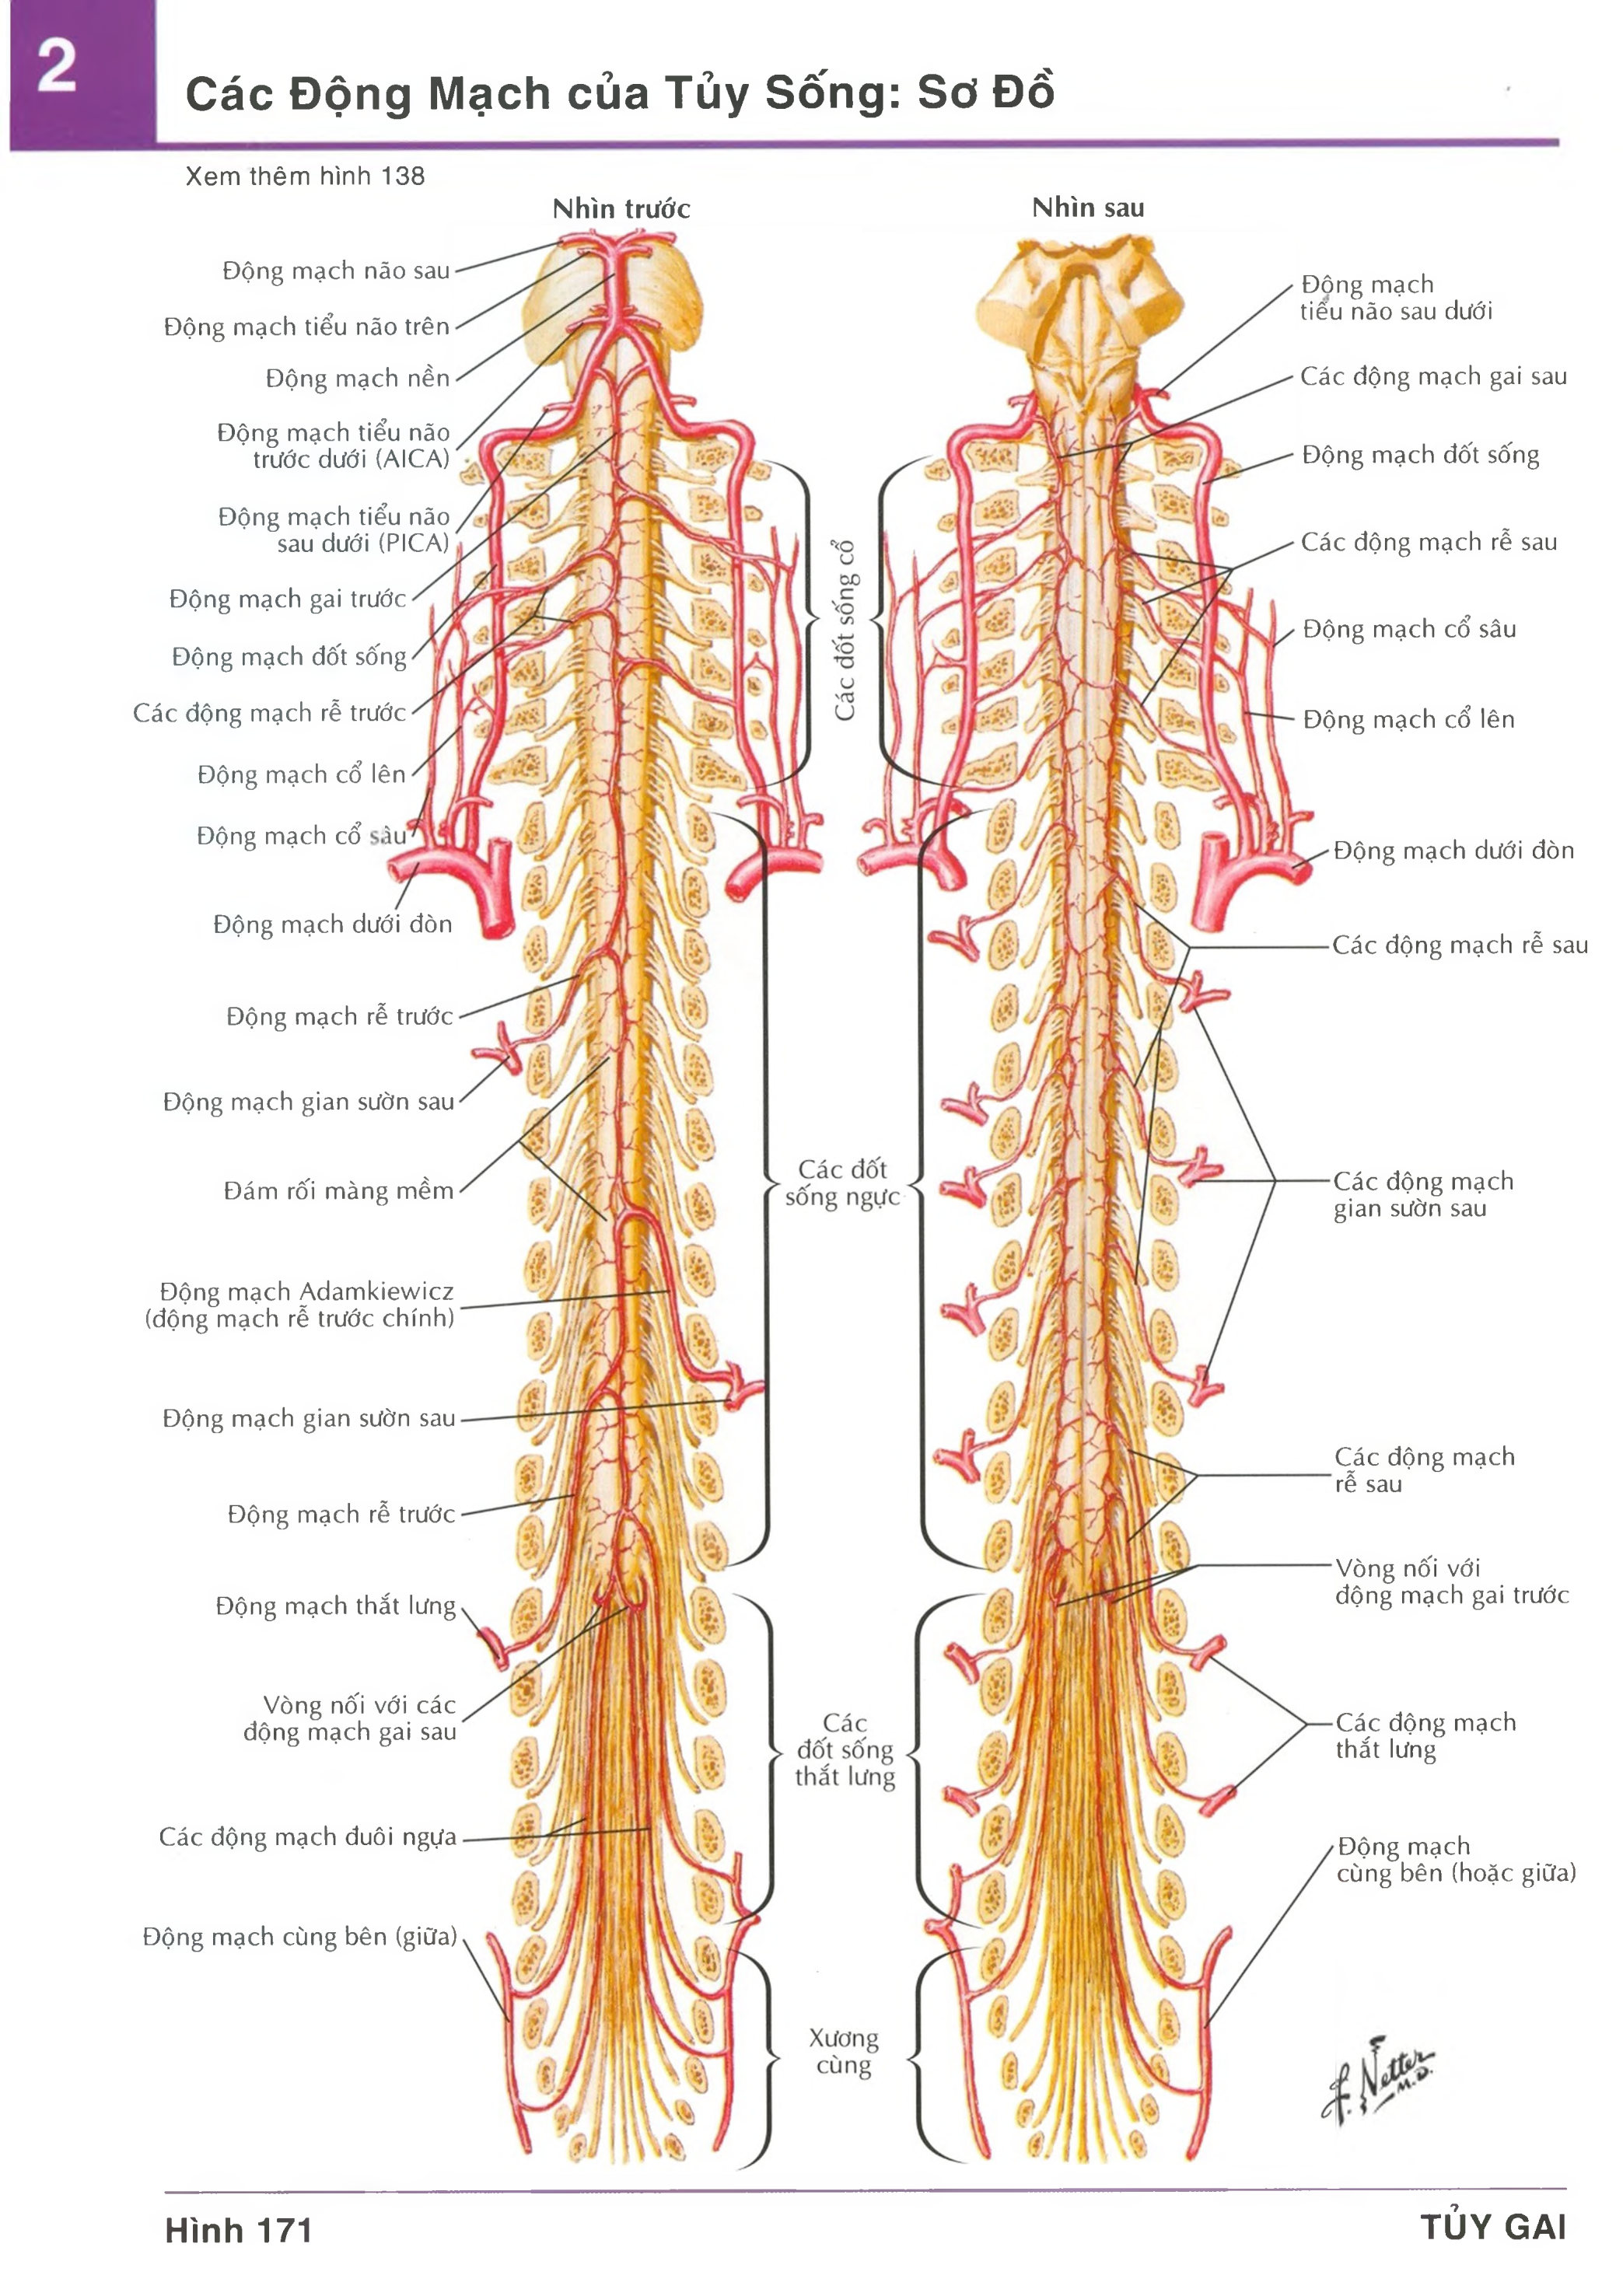 2
Các Động Mạch của Tủy Sống: Sơ Đồ
Xem thêm hình 138
Nhìn trước
Động mạch não sau
Động mạch tiểu não trên
Động mạch nền
Động mạch tiểu não
trước dưới (AICA)
Động mạch tiểu não
sau dưới (PICA)
Động mạch gai trước
Động mạch đốt sống
Các động mạch rễ trước
Động mạch cổ lên
Động mạch cổ sâu
Động mạch dưới đòn
Động mạch rễ trước
Động mạch gian sườn sau
Đám rối màng mềm
Động mạch Adamkiewicz
(động mạch rễ trước chính)
Động mạch gian sườn sau
Động mạch rễ trước
Động mạch thắt lưng
Vòng nối với các
động mạch gai sau
Các động mạch đuôi ngựa
Động mạch cùng bên (giữa)
Các đốt sống cổ
Các đốt
sống ngực
Các
đốt sống
thắt lưng
Xương
cùng
Nhìn sau
Động mạch
tiểu não sau dưới
Các động mạch gai sau
Động mạch đốt sống
Các động mạch rễ sau
Động mạch cổ sâu
Động mạch cổ lên
Động mạch dưới đòn
Các động mạch rễ sau
Các động mạch
gian sườn sau
Các động mạch
rễ sau
Vòng nối với
động mạch gai trước
Các động mạch
thắt lưng
Động mạch
cùng bên (hoặc giữa)
F. Netter
M.D.
Hình 171
TỦY GAI